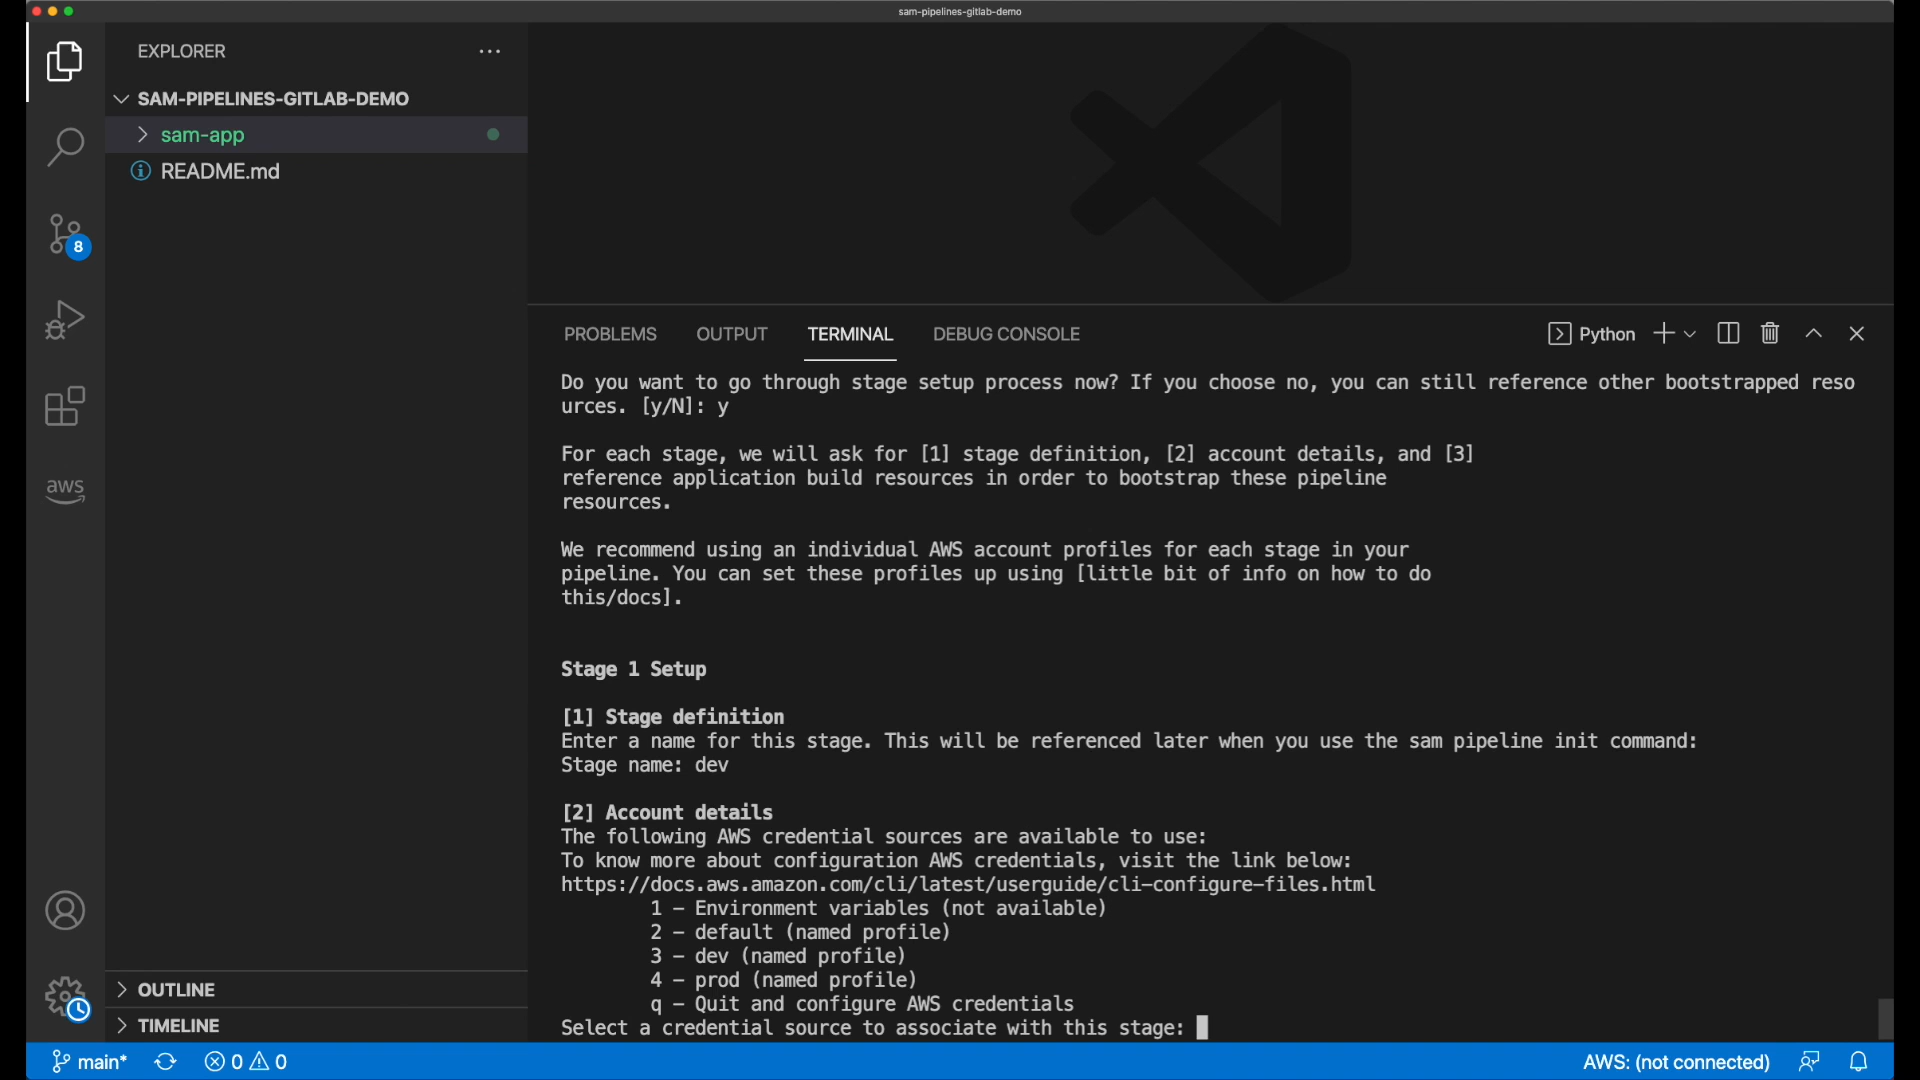 sam-pipelines-gitlab-demo
EXPLORER
SAM-PIPELINES-GITLAB-DEMO
sam-app
README.md
8
aws
OUTLINE
TIMELINE
PROBLEMS OUTPUT TERMINAL DEBUG CONSOLE
Python
Do you want to go through stage setup process now? If you choose no, you can still reference other bootstrapped reso
urces. [y/N]: y
For each stage, we will ask for [1] stage definition, [2] account details, and [3]
reference application build resources in order to bootstrap these pipeline
resources.
We recommend using an individual AWS account profiles for each stage in your
pipeline. You can set these profiles up using [little bit of info on how to do
this/docs].
Stage 1 Setup
[1] Stage definition
Enter a name for this stage. This will be referenced later when you use the sam pipeline init command:
Stage name: dev
[2] Account details
The following AWS credential sources are available to use:
To know more about configuration AWS credentials, visit the link below:
https://docs.aws.amazon.com/cli/latest/userguide/cli-configure-files.html
1 - Environment variables (not available)
2 - default (named profile)
3 - dev (named profile)
4 - prod (named profile)
q - Quit and configure AWS credentials
Select a credential source to associate with this stage:
main* 0 0 AWS: (not connected)